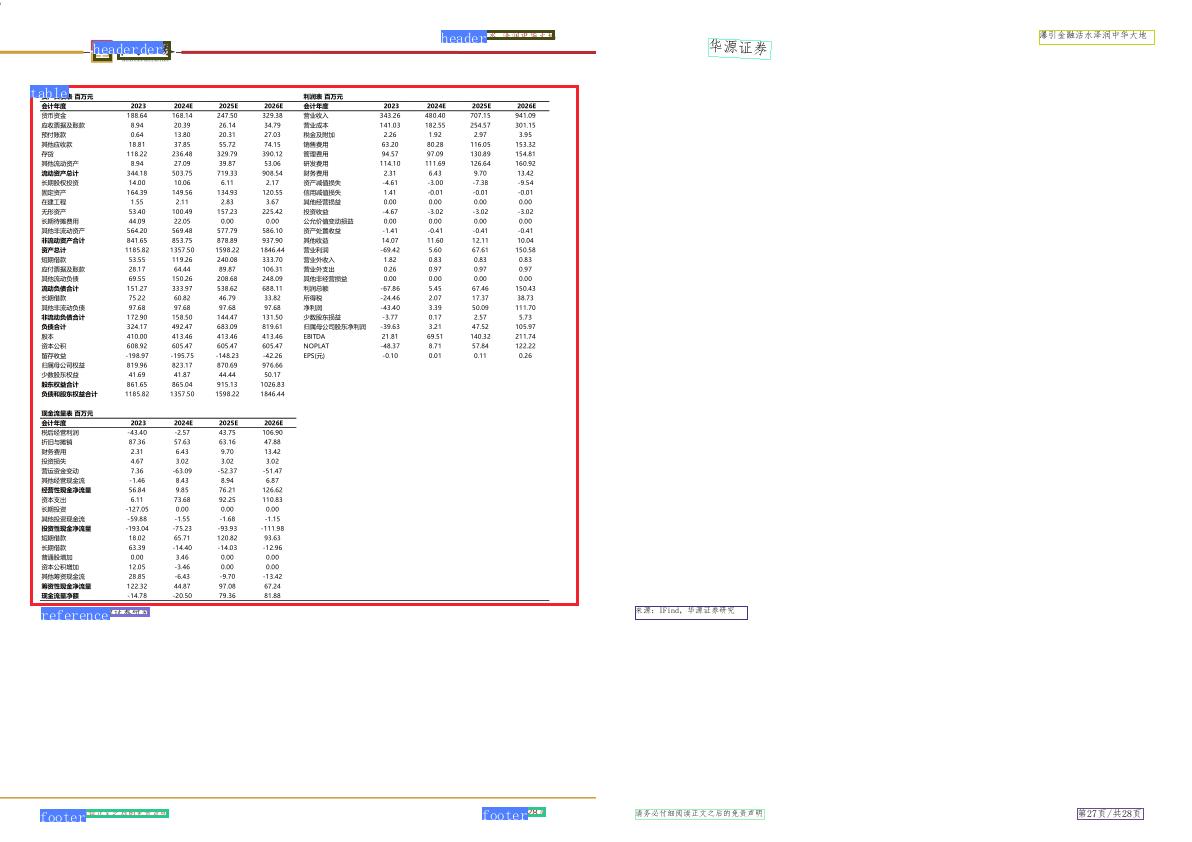 header
瀑引金融活水泽润中华大地
headerder
华源证券
table
表 百万元 利润表 百万元
会计年度 2023 2024E 2025E 2026E 会计年度 2023 2024E 2025E 2026E
货币资金 188.64 168.14 247.50 329.38 营业收入 343.26 480.40 707.15 941.09
应收票据及账款 8.94 20.39 26.14 34.79 营业成本 141.03 182.55 254.57 301.15
预付账款 0.64 13.80 20.31 27.03 税金及附加 2.26 1.92 2.97 3.95
其他应收款 18.81 37.85 55.72 74.15 销售费用 63.20 80.28 116.05 153.32
存货 118.22 236.48 329.79 390.12 管理费用 94.57 97.09 130.89 154.81
其他流动资产 8.94 27.09 39.87 53.06 研发费用 114.10 111.69 126.64 160.92
流动资产总计 344.18 503.75 719.33 908.54 财务费用 2.31 6.43 9.70 13.42
长期股权投资 14.00 10.06 6.11 2.17 资产减值损失 -4.61 -3.00 -7.38 -9.54
固定资产 164.39 149.56 134.93 120.55 信用减值损失 1.41 -0.01 -0.01 -0.01
在建工程 1.55 2.11 2.83 3.67 其他经营损益 0.00 0.00 0.00 0.00
无形资产 53.40 100.49 157.23 225.42 投资收益 -4.67 -3.02 -3.02 -3.02
长期待摊费用 44.09 22.05 0.00 0.00 公允价值变动损益 0.00 0.00 0.00 0.00
其他非流动资产 564.20 569.48 577.79 586.10 资产处置收益 -1.41 -0.41 -0.41 -0.41
非流动资产合计 841.65 853.75 878.89 937.90 其他收益 14.07 11.60 12.11 10.04
资产总计 1185.82 1357.50 1598.22 1846.44 营业利润 -69.42 5.60 67.61 150.58
短期借款 53.55 119.26 240.08 333.70 营业外收入 1.82 0.83 0.83 0.83
应付票据及账款 28.17 64.44 89.87 106.31 营业外支出 0.26 0.97 0.97 0.97
其他流动负债 69.55 150.26 208.68 248.09 其他非经营损益 0.00 0.00 0.00 0.00
流动负债合计 151.27 333.97 538.62 688.11 利润总额 -67.86 5.45 67.46 150.43
长期借款 75.22 60.82 46.79 33.82 所得税 -24.46 2.07 17.37 38.73
其他非流动负债 97.68 97.68 97.68 97.68 净利润 -43.40 3.39 50.09 111.70
非流动负债合计 172.90 158.50 144.47 131.50 少数股东损益 -3.77 0.17 2.57 5.73
负债合计 324.17 492.47 683.09 819.61 归属母公司股东净利润 -39.63 3.21 47.52 105.97
股本 410.00 413.46 413.46 413.46 EBITDA 21.81 69.51 140.32 211.74
资本公积 608.92 605.47 605.47 605.47 NOPLAT -48.37 8.71 57.84 122.22
留存收益 -198.97 -195.75 -148.23 -42.26 EPS(元) -0.10 0.01 0.11 0.26
归属母公司权益 819.96 823.17 870.69 976.66
少数股东权益 41.69 41.87 44.44 50.17
股东权益合计 861.65 865.04 915.13 1026.83
负债和股东权益合计 1185.82 1357.50 1598.22 1846.44
现金流量表 百万元
会计年度 2023 2024E 2025E 2026E
税后经营利润 -43.40 -2.57 43.75 106.90
折旧与摊销 87.36 57.63 63.16 47.88
财务费用 2.31 6.43 9.70 13.42
投资损失 4.67 3.02 3.02 3.02
营运资金变动 7.36 -63.09 -52.37 -51.47
其他经营现金流 -1.46 8.43 8.94 6.87
经营性现金净流量 56.84 9.85 76.21 126.62
资本支出 6.11 73.68 92.25 110.83
长期投资 -127.05 0.00 0.00 0.00
其他投资现金流 -59.88 -1.55 -1.68 -1.15
投资性现金净流量 -193.04 -75.23 -93.93 -111.98
短期借款 18.02 65.71 120.82 93.63
长期借款 63.39 -14.40 -14.03 -12.96
普通股增加 0.00 3.46 0.00 0.00
资本公积增加 12.05 -3.46 0.00 0.00
其他筹资现金流 28.85 -6.43 -9.70 -13.42
筹资性现金净流量 122.32 44.87 97.08 67.24
现金流量净额 -14.78 -20.50 79.36 81.88
reference
来源：IFind, 华源证券研究
footer
footer
请务必付细阅读正文之后的免责声明
第27页/共28页